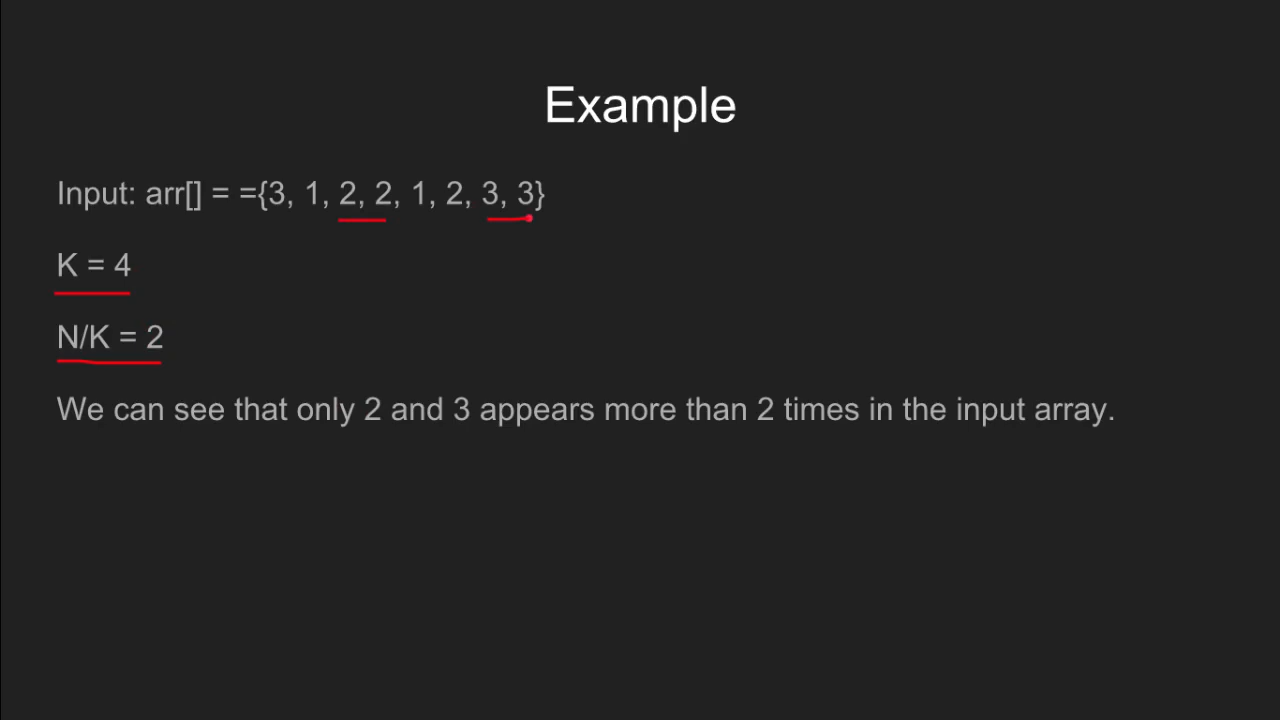 Example
Input: arr[] = ={3, 1, 2, 2, 1, 2, 3, 3}
K = 4
N/K = 2
We can see that only 2 and 3 appears more than 2 times in the input array.